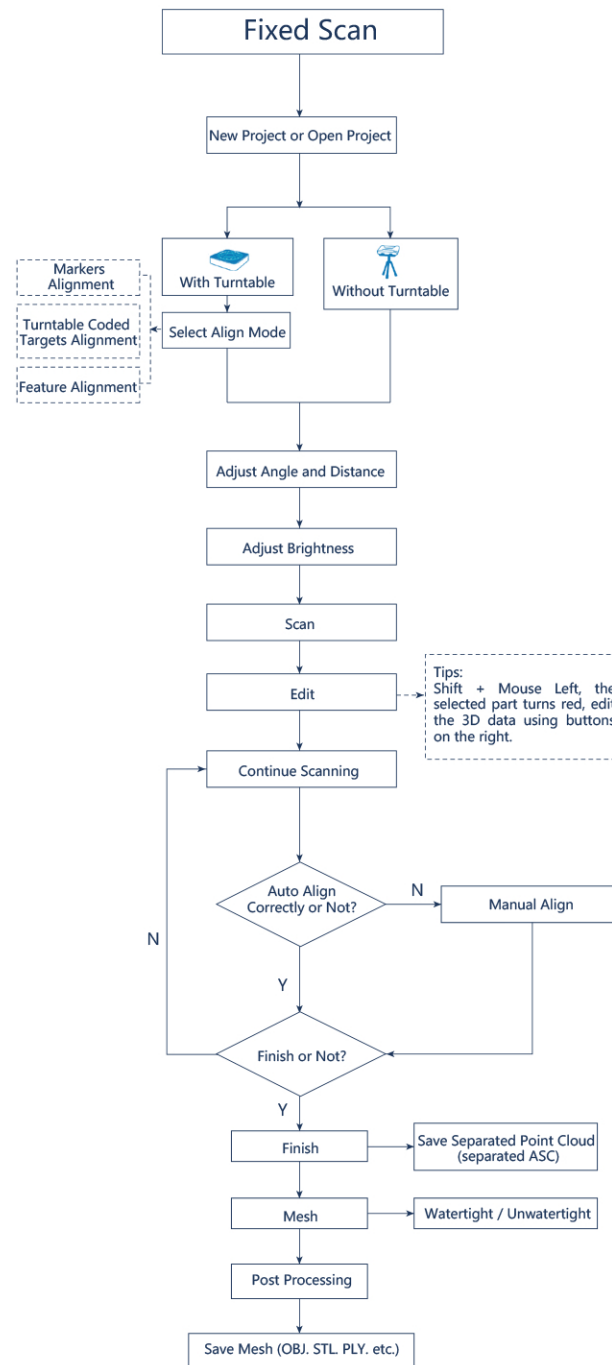 Fixed Scan
New Project or Open Project
With Turntable
Without Turntable
Markers
Alignment
Turntable Coded
Targets Alignment
Feature Alignment
Select Align Mode
Adjust Angle and Distance
Adjust Brightness
Scan
Edit
Tips:
Shift + Mouse Left, the
selected part turns red, edit
the 3D data using buttons
on the right.
Continue Scanning
Auto Align
Correctly or Not?
N
Manual Align
N
Y
Finish or Not?
Y
Finish
Save Separated Point Cloud
(separated ASC)
Mesh
Watertight / Unwatertight
Post Processing
Save Mesh (OBJ. STL. PLY. etc.)